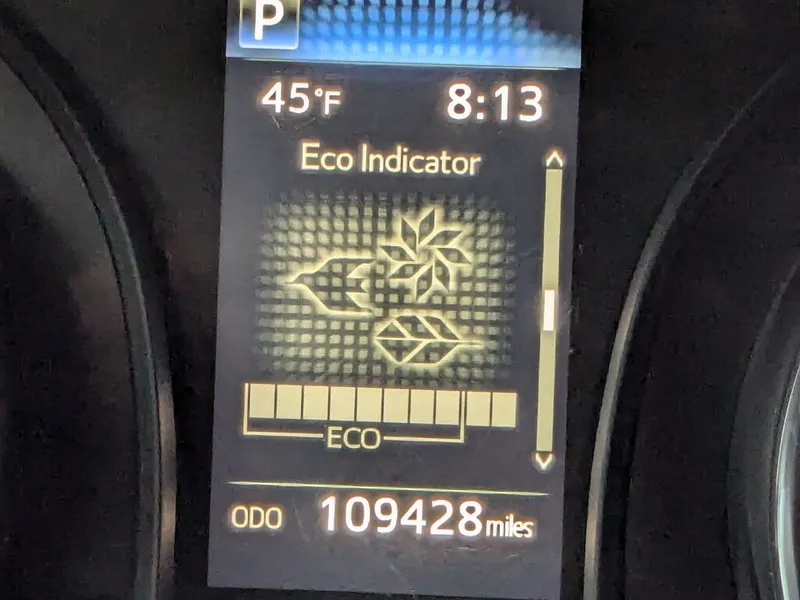 P
45°F 8:13
Eco Indicator
ECO
ODO 109428 miles